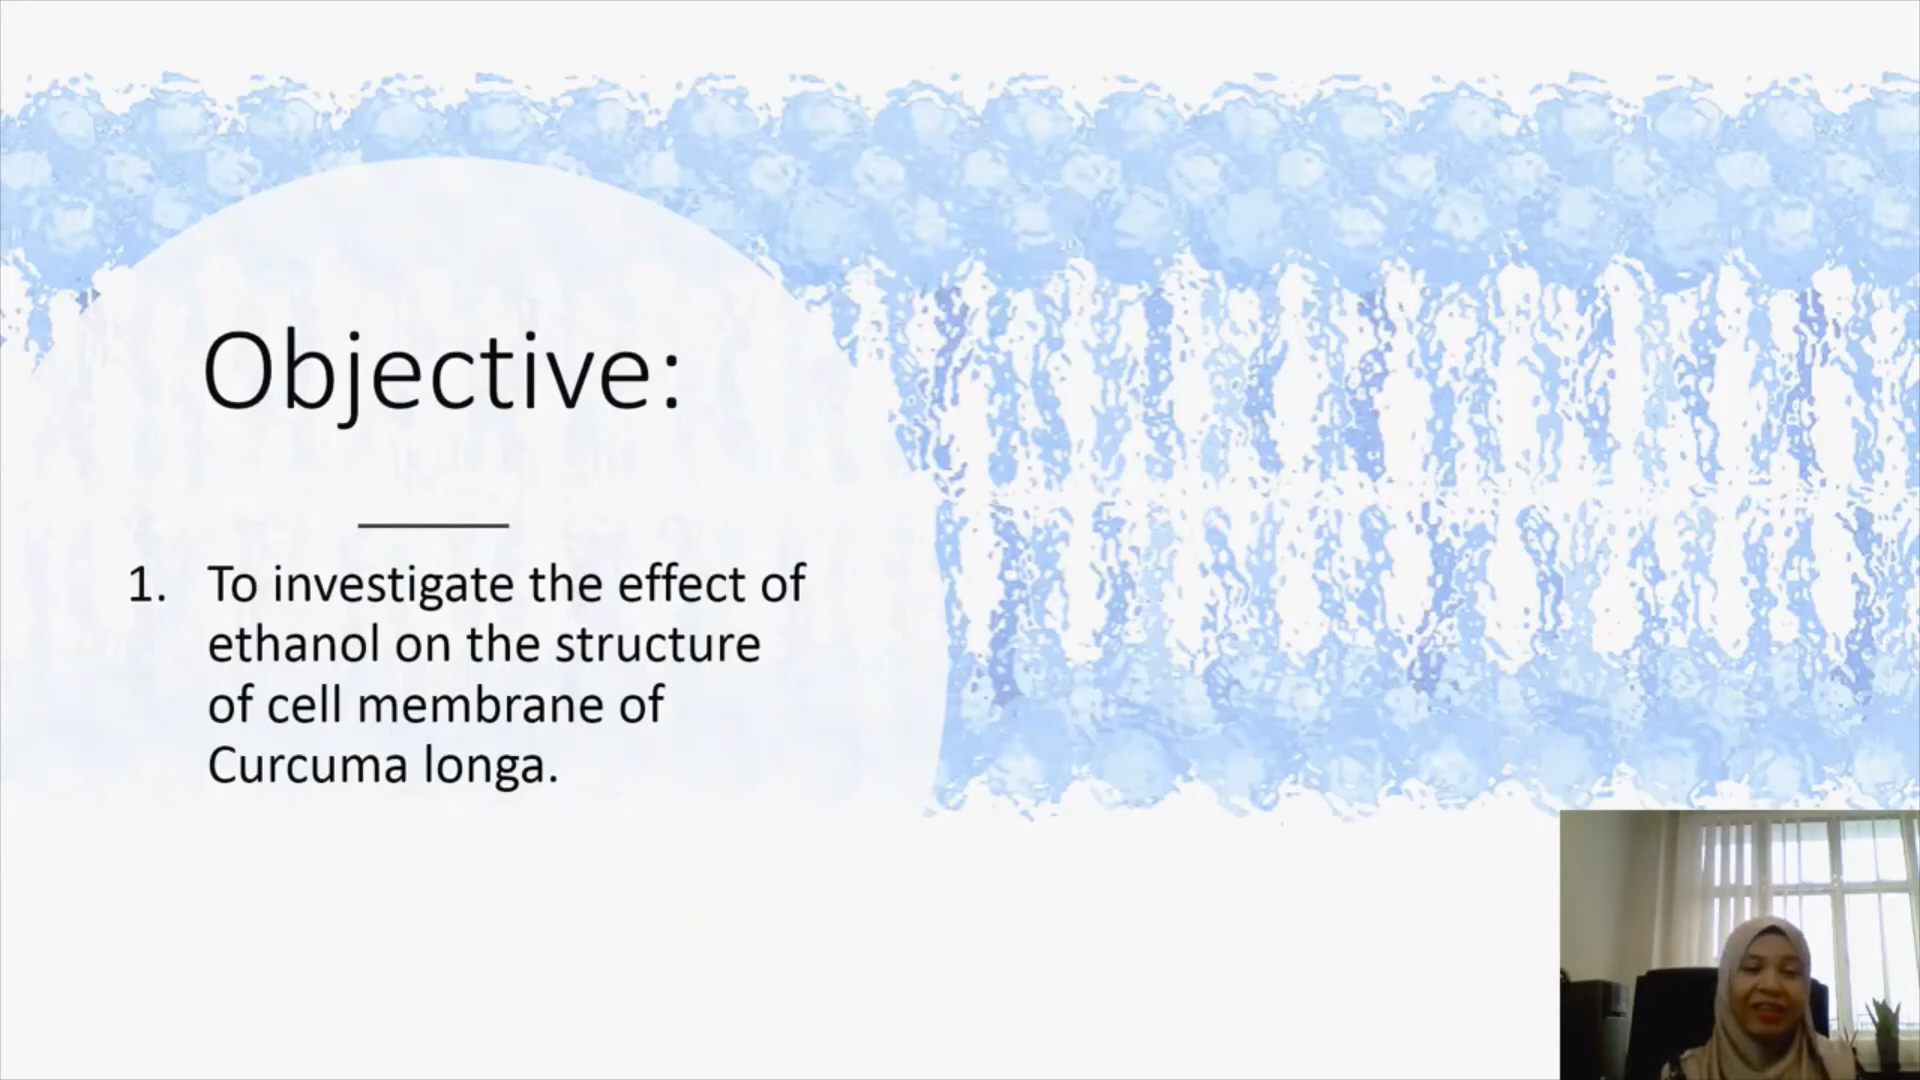 Objective:
1. To investigate the effect of
ethanol on the structure
of cell membrane of
Curcuma longa.